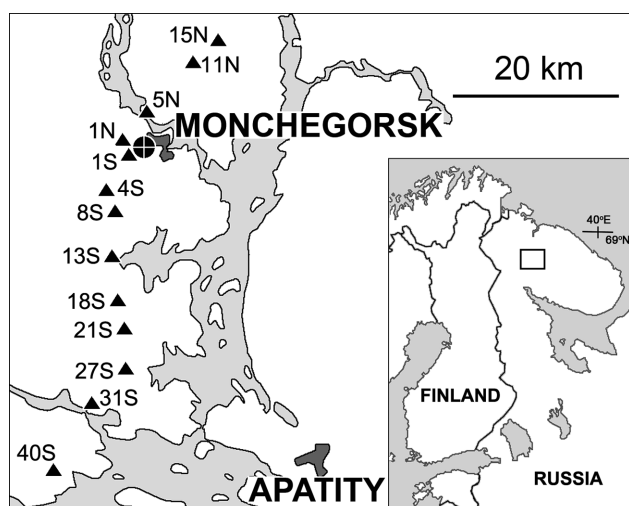 15N
11N
20 km
5N
MONCHEGORSK
1N
1S
4S
8S
40°E
69°N
13S
18S
21S
27S
31S
FINLAND
40S
APATITY
RUSSIA